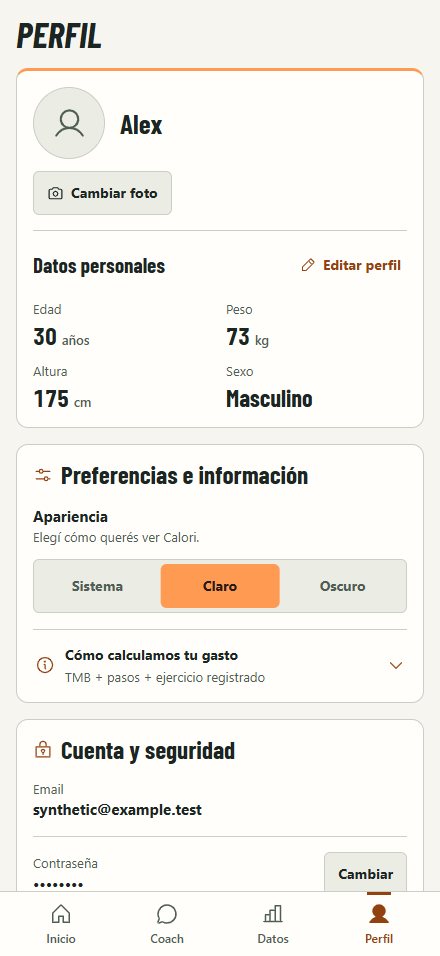 PERFIL
Alex
Cambiar foto
Datos personales
Editar perfil
Edad
Peso
30 años
73 kg
Altura
Sexo
175 cm
Masculino
Preferencias e información
Apariencia
Elegí cómo querés ver Calori.
Sistema
Claro
Oscuro
Cómo calculamos tu gasto
TMB + pasos + ejercicio registrado
Cuenta y seguridad
Email
synthetic@example.test
Contraseña
Cambiar
••••••••
Inicio
Coach
Datos
Perfil